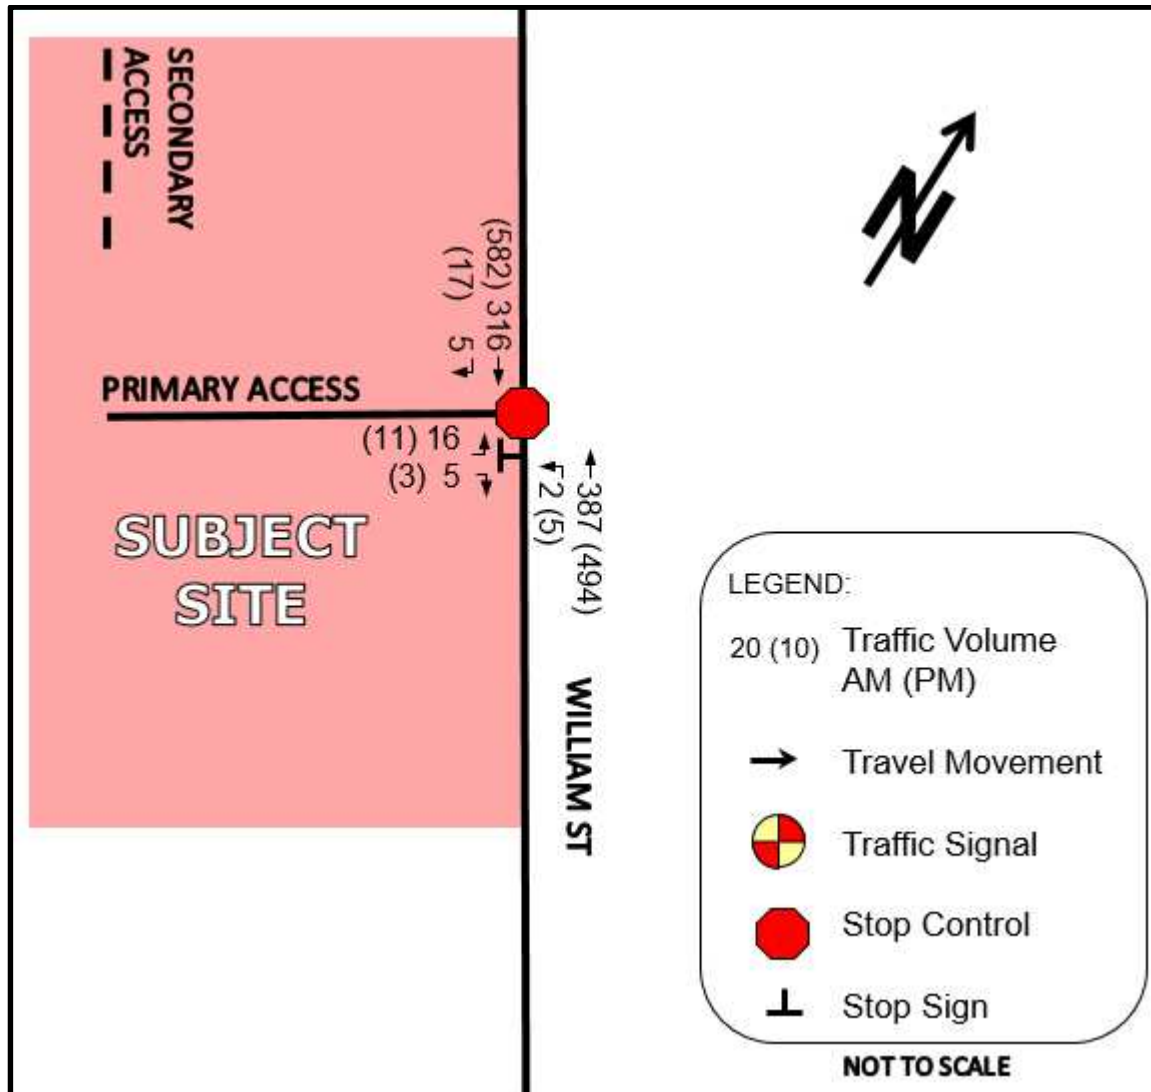 SECONDARY
ACCESS
(582) 316
(17) 5
PRIMARY ACCESS
(11) 16
(3) 5
387 (494)
2 (5)
SUBJECT
SITE
WILLIAM ST
N
LEGEND:
20 (10) Traffic Volume
AM (PM)
Travel Movement
Traffic Signal
Stop Control
Stop Sign
NOT TO SCALE